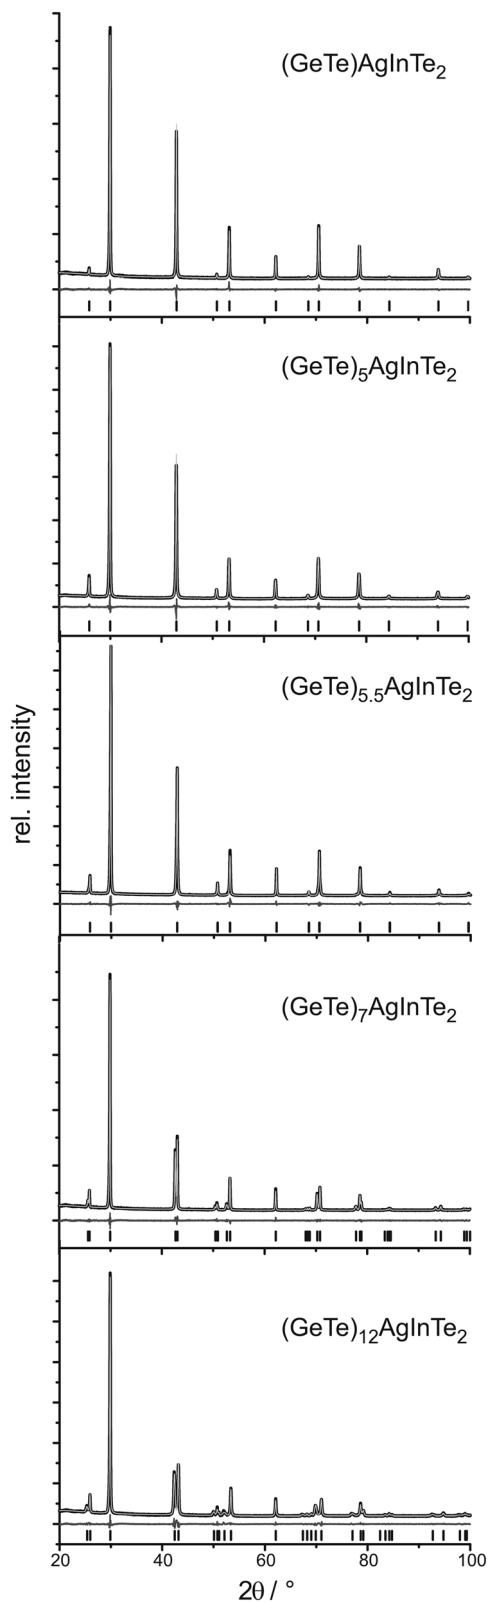 (GeTe)AgInTe2
(GeTe)5AgInTe2
(GeTe)5.5AgInTe2
rel. intensity
(GeTe)7AgInTe2
(GeTe)12AgInTe2
20 40 60 80 100
2θ / °